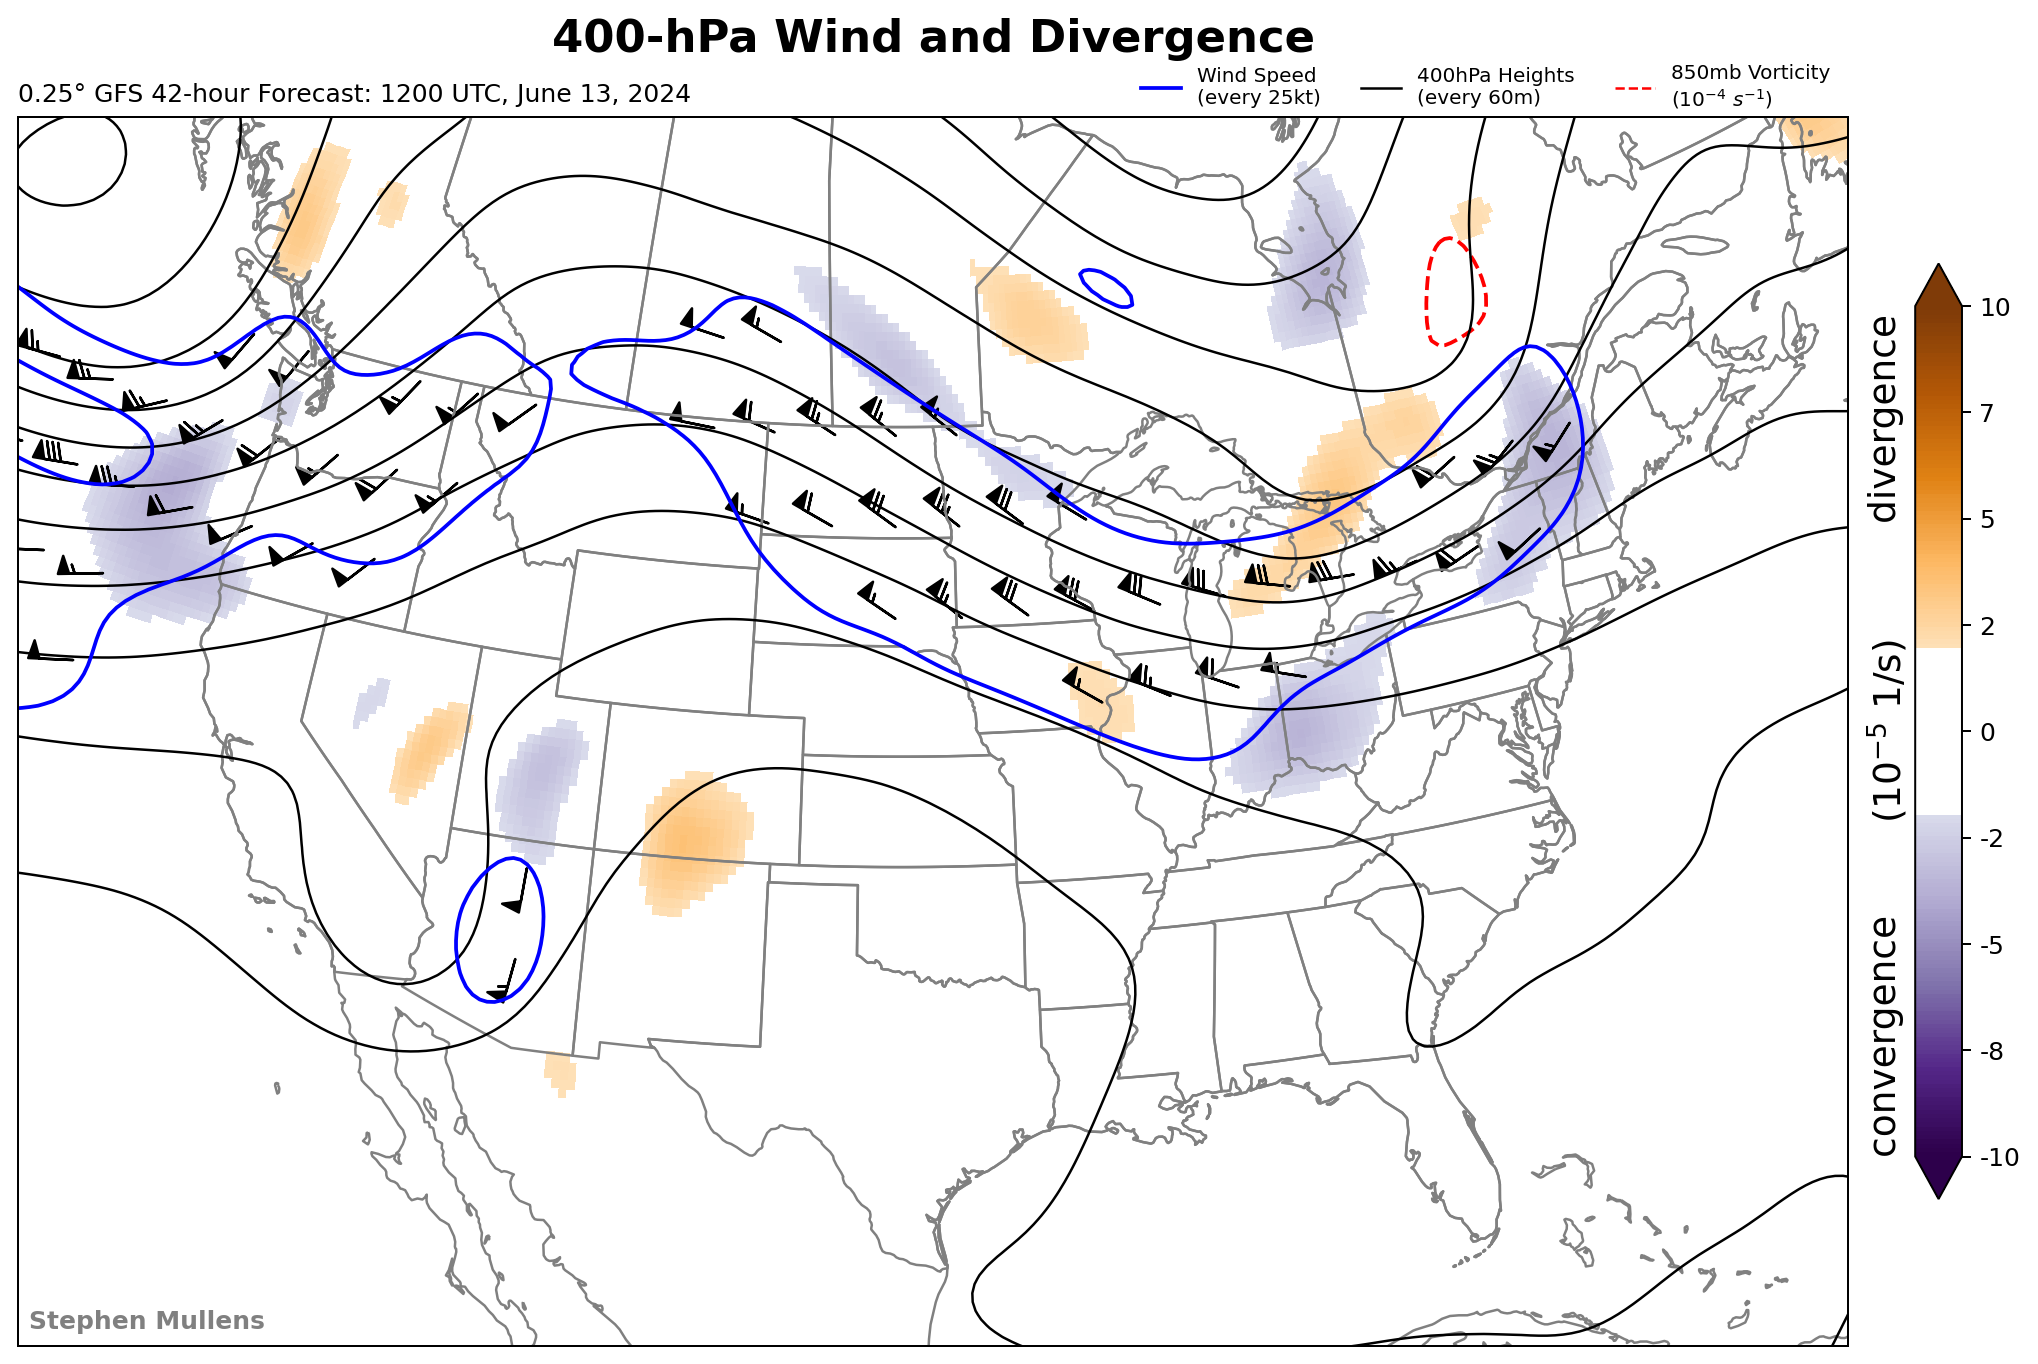 400-hPa Wind and Divergence
0.25° GFS 42-hour Forecast: 1200 UTC, June 13, 2024
Wind Speed
(every 25kt)
400hPa Heights
(every 60m)
850mb Vorticity
(10⁻⁴ s⁻¹)
10
7
5
2
0
-2
-5
-8
-10
convergence (10⁻⁵ 1/s) divergence
Stephen Mullens